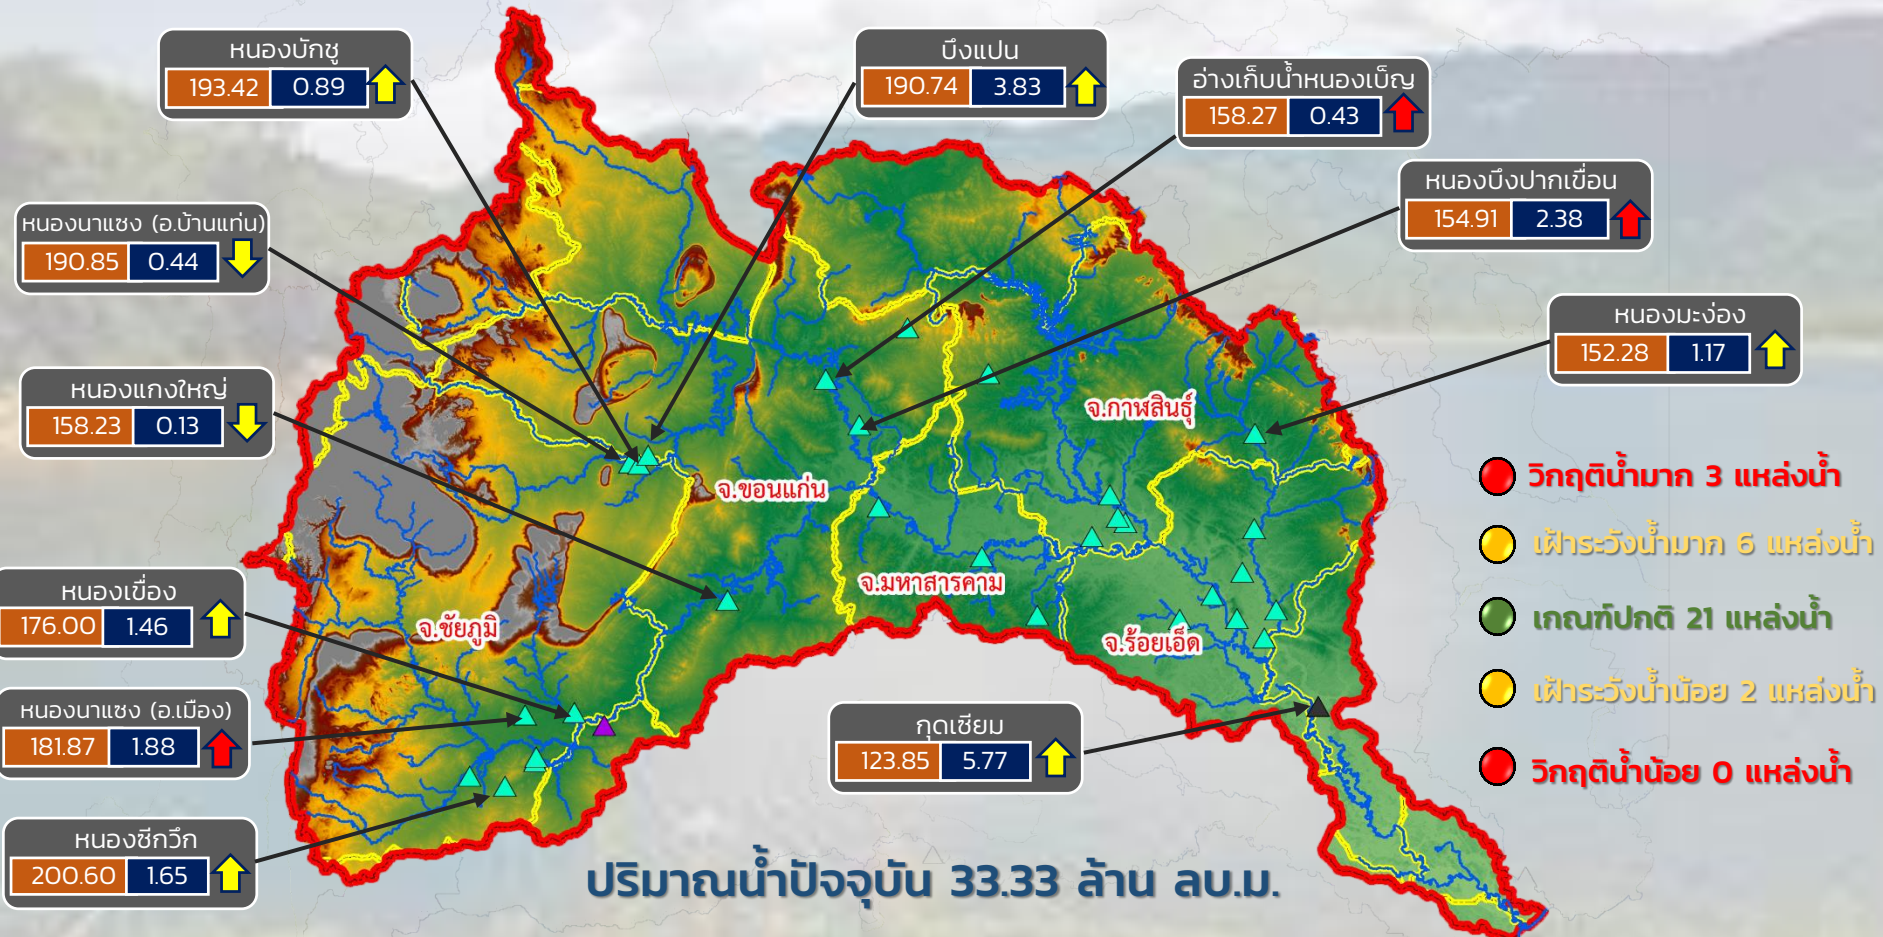 หนองบักชู
193.42 0.89
บึงแปน
190.74 3.83
อ่างเก็บน้ำหนองเบ็ญ
158.27 0.43
หนองบึงปากเขื่อน
154.91 2.38
หนองนาแซง (อ.บ้านแท่น)
190.85 0.44
หนองมะง่อง
152.28 1.17
หนองแกงใหญ่
158.23 0.13
จ.กาฬสินธุ์
จ.ขอนแก่น
จ.มหาสารคาม
จ.ชัยภูมิ
จ.ร้อยเอ็ด
วิกฤติน้ำมาก 3 แหล่งน้ำ
เฝ้าระวังน้ำมาก 6 แหล่งน้ำ
เกณฑ์ปกติ 21 แหล่งน้ำ
เฝ้าระวังน้ำน้อย 2 แหล่งน้ำ
วิกฤติน้ำน้อย 0 แหล่งน้ำ
หนองเขื่อง
176.00 1.46
หนองนาแซง (อ.เมือง)
181.87 1.88
กุดเชียม
123.85 5.77
หนองซีกวึก
200.60 1.65
ปริมาณน้ำปัจจุบัน 33.33 ล้าน ลบ.ม.